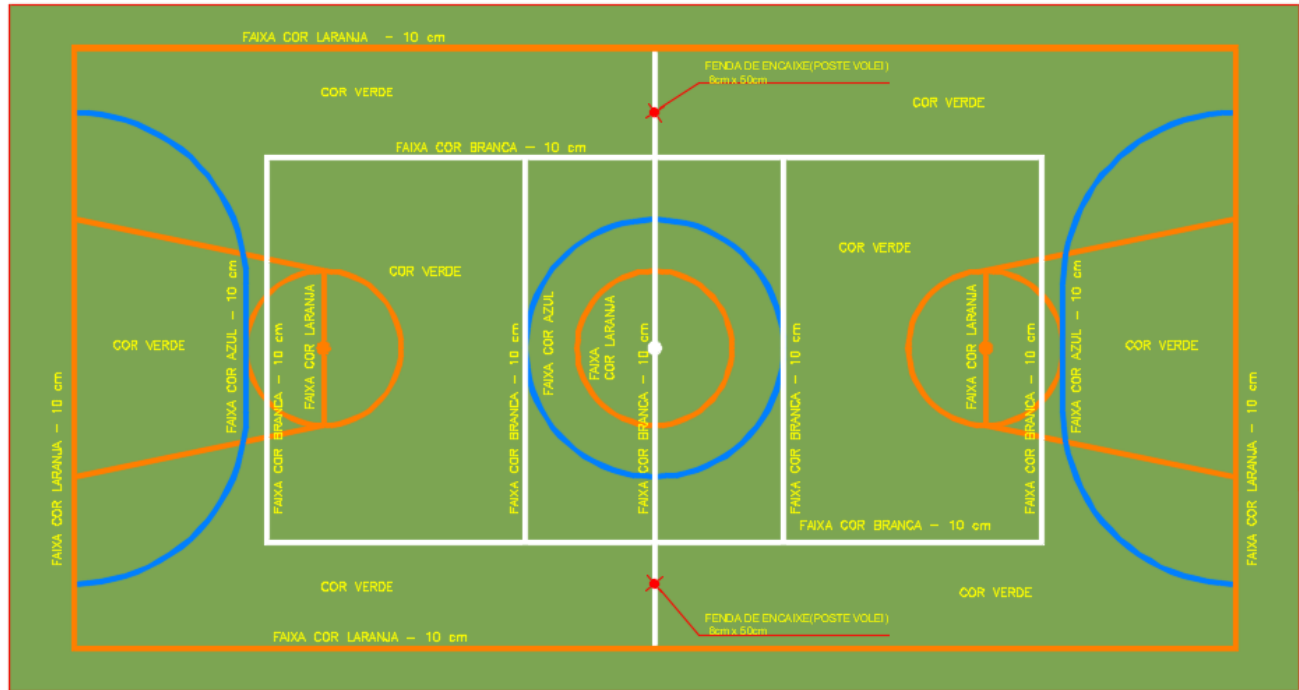 FAIXA COR LARANJA - 10 cm
FENDA DE ENCAIXE(POSTE VOLEI)
8cm x 50cm
COR VERDE
COR VERDE
FAIXA COR BRANCA - 10 cm
COR VERDE
COR VERDE
FAIXA COR AZUL - 10 cm
FAIXA COR LARANJA
FAIXA COR AZUL
FAIXA
COR LARANJA
FAIXA COR LARANJA
FAIXA COR AZUL - 10 cm
COR VERDE
COR VERDE
FAIXA COR LARANJA - 10 cm
FAIXA COR BRANCA - 10 cm
FAIXA COR BRANCA - 10 cm
FAIXA COR BRANCA - 10 cm
FAIXA COR BRANCA - 10 cm
FAIXA COR BRANCA - 10 cm
FAIXA COR LARANJA - 10 cm
FAIXA COR BRANCA - 10 cm
COR VERDE
COR VERDE
FENDA DE ENCAIXE(POSTE VOLEI)
8cm x 50cm
FAIXA COR LARANJA - 10 cm